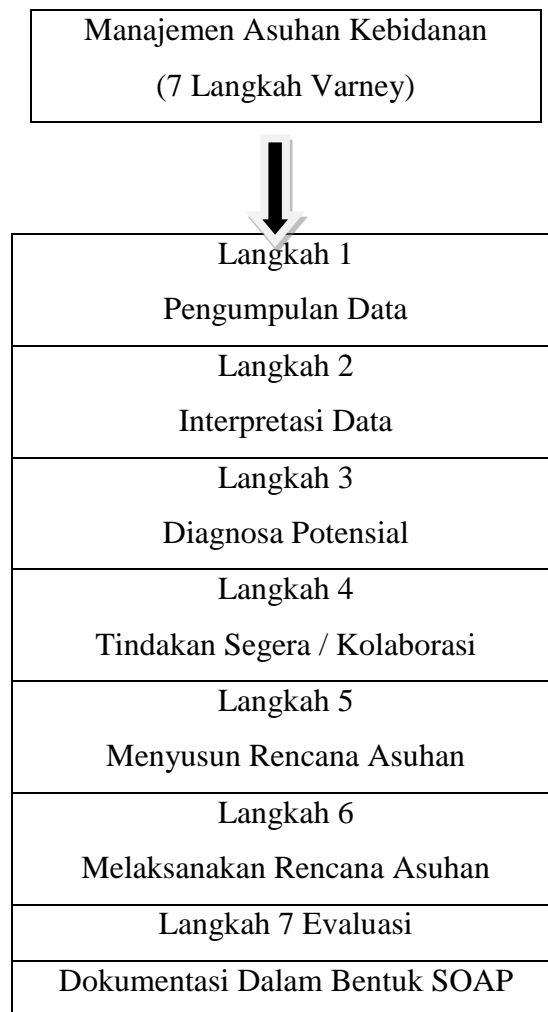 Manajemen Asuhan Kebidanan
(7 Langkah Varney)
Langkah 1
Pengumpulan Data
Langkah 2
Interpretasi Data
Langkah 3
Diagnosa Potensial
Langkah 4
Tindakan Segera / Kolaborasi
Langkah 5
Menyusun Rencana Asuhan
Langkah 6
Melaksanakan Rencana Asuhan
Langkah 7 Evaluasi
Dokumentasi Dalam Bentuk SOAP